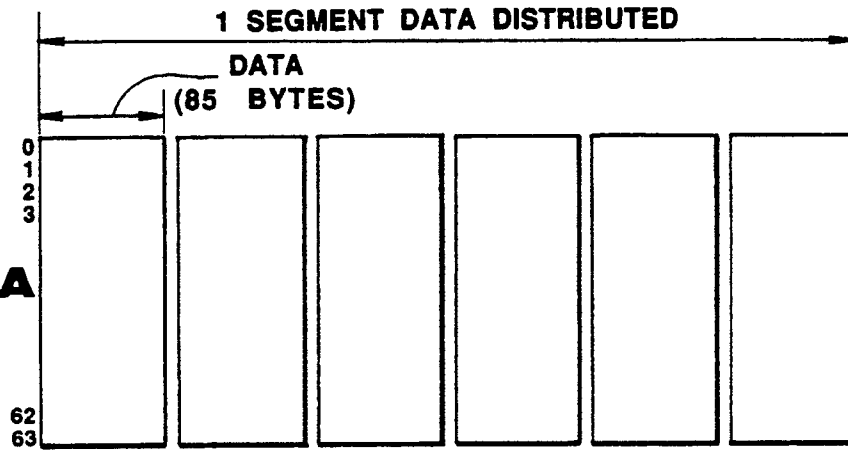 1 SEGMENT DATA DISTRIBUTED
DATA
(85 BYTES)
0
1
2
3
A
62
63